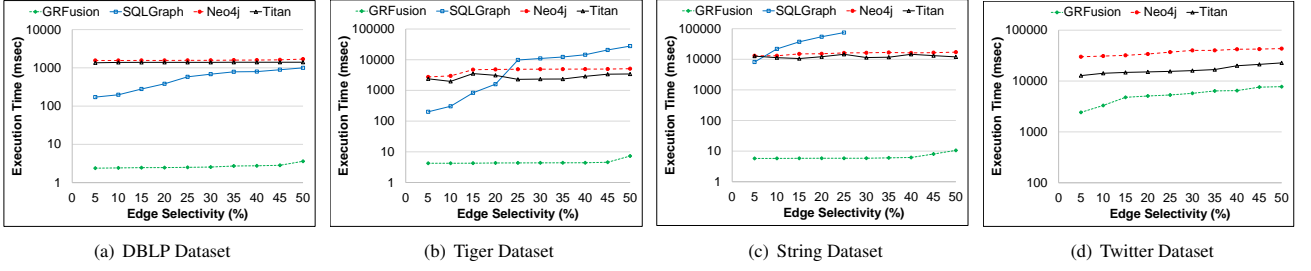 GRFusion SQLGraph Neo4j Titan
Execution Time (msec)
10000
1000
100
10
1
0 5 10 15 20 25 30 35 40 45 50
Edge Selectivity (%)
(a) DBLP Dataset
GRFusion SQLGraph Neo4j Titan
Execution Time (msec)
100000
10000
1000
100
10
1
0 5 10 15 20 25 30 35 40 45 50
Edge Selectivity (%)
(b) Tiger Dataset
GRFusion SQLGraph Neo4j Titan
Execution Time (msec)
100000
10000
1000
100
10
1
0 5 10 15 20 25 30 35 40 45 50
Edge Selectivity (%)
(c) String Dataset
GRFusion Neo4j Titan
Execution Time (msec)
100000
10000
1000
100
0 5 10 15 20 25 30 35 40 45 50
Edge Selectivity (%)
(d) Twitter Dataset